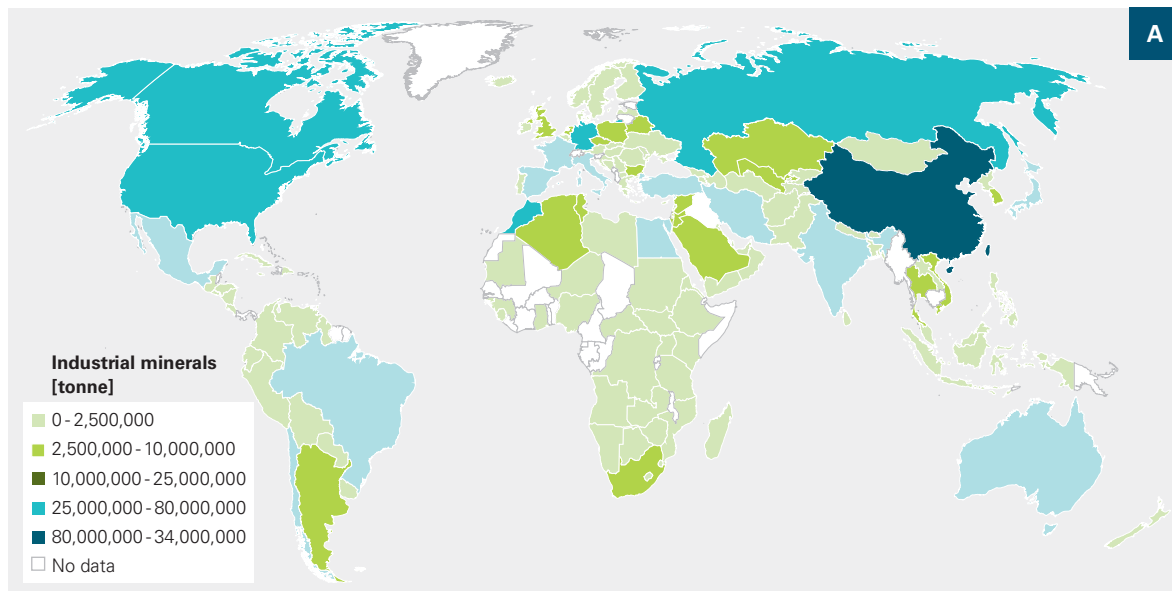 A
Industrial minerals
[tonne]
0 - 2,500,000
2,500,000 - 10,000,000
10,000,000 - 25,000,000
25,000,000 - 80,000,000
80,000,000 - 34,000,000
No data